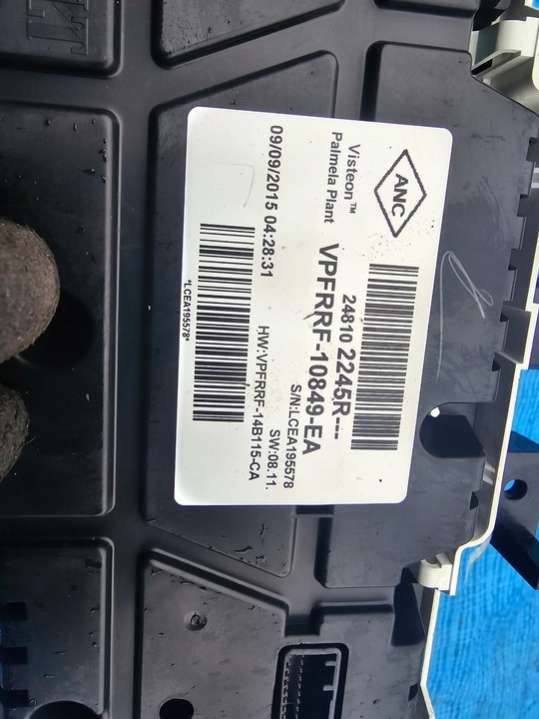 ANC
Visteon™
Palmela Plant
24810 2245R---
VPFRRF-10849-EA
S/N:LCEA195578
SW:08.11.
HW:VPFRRF-14B115-CA
09/09/2015 04:28:31
*LCEA195578*